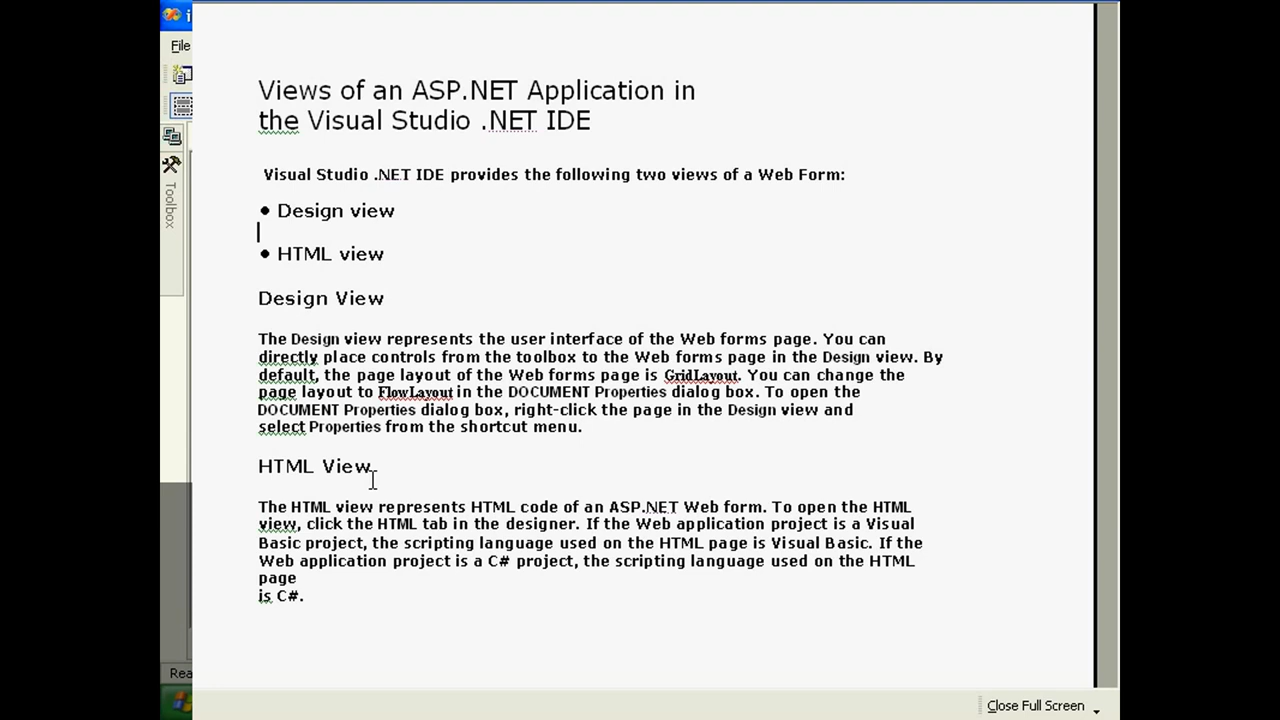 i
File
Toolbox
Views of an ASP.NET Application in
the Visual Studio .NET IDE
Visual Studio .NET IDE provides the following two views of a Web Form:
• Design view
• HTML view
Design View
The Design view represents the user interface of the Web forms page. You can
directly place controls from the toolbox to the Web forms page in the Design view. By
default, the page layout of the Web forms page is GridLayout. You can change the
page layout to FlowLayout in the DOCUMENT Properties dialog box. To open the
DOCUMENT Properties dialog box, right-click the page in the Design view and
select Properties from the shortcut menu.
HTML View
The HTML view represents HTML code of an ASP.NET Web form. To open the HTML
view, click the HTML tab in the designer. If the Web application project is a Visual
Basic project, the scripting language used on the HTML page is Visual Basic. If the
Web application project is a C# project, the scripting language used on the HTML
page
is C#.
Rea
Close Full Screen